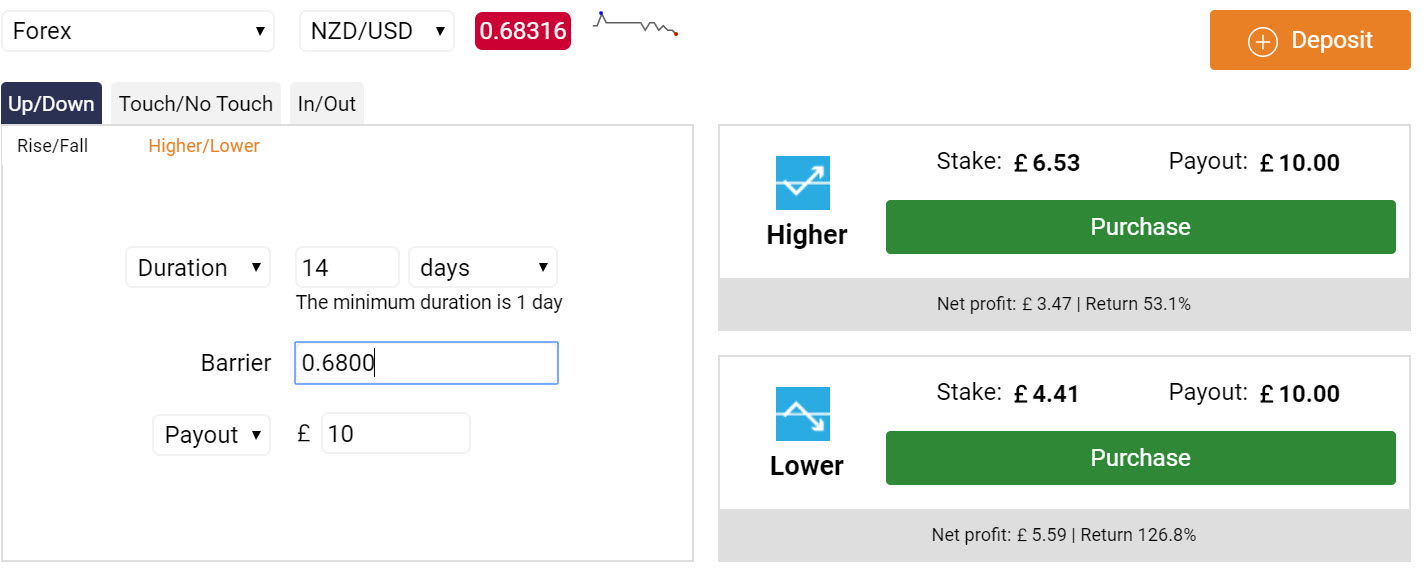 Forex NZD/USD 0.68316 Deposit
Up/Down Touch/No Touch In/Out
Rise/Fall Higher/Lower
Duration 14 days
The minimum duration is 1 day
Barrier 0.6800
Payout £ 10
Stake: £ 6.53 Payout: £ 10.00
Higher Purchase
Net profit: £ 3.47 | Return 53.1%
Stake: £ 4.41 Payout: £ 10.00
Lower Purchase
Net profit: £ 5.59 | Return 126.8%